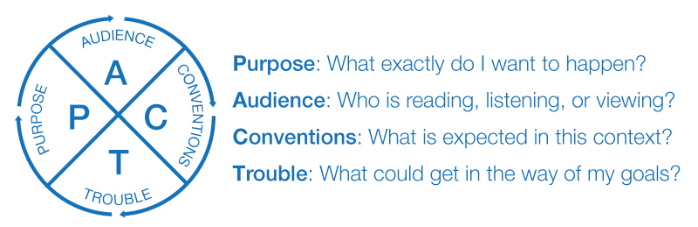 AUDIENCE
A
PURPOSE
P
C
CONVENTIONS
T
TROUBLE
Purpose: What exactly do I want to happen?
Audience: Who is reading, listening, or viewing?
Conventions: What is expected in this context?
Trouble: What could get in the way of my goals?